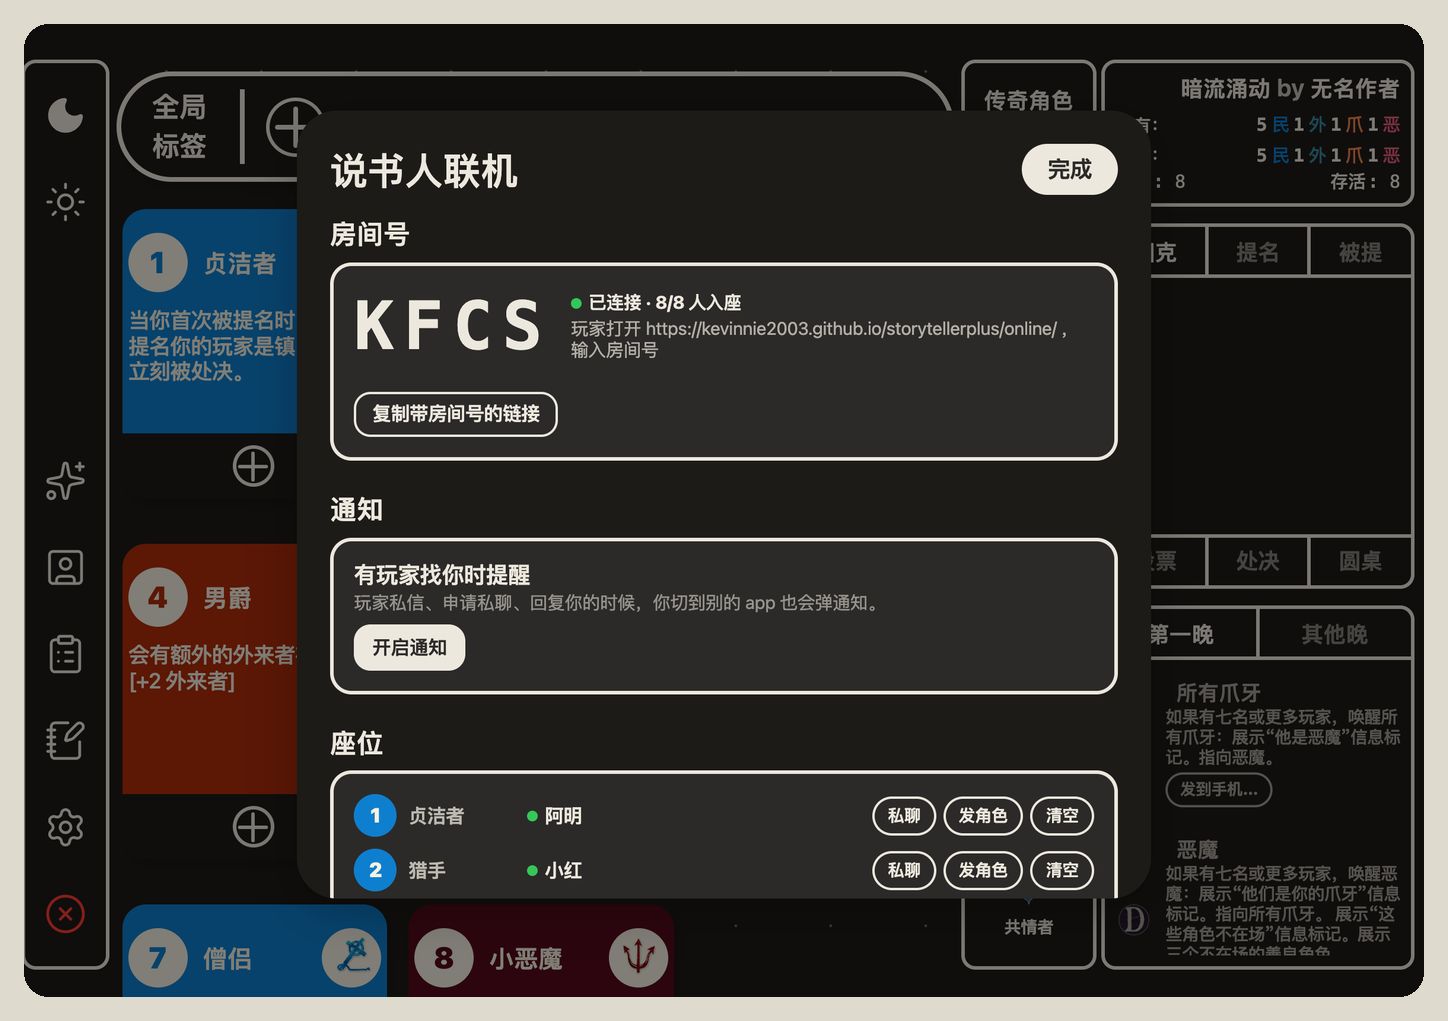 全局
标签
传奇角色
暗流涌动 by 无名作者
有:
5 民 1 外 1 爪 1 恶
5 民 1 外 1 爪 1 恶
: 8
存活: 8
说书人联机
完成
房间号
KFCS
已连接 · 8/8 人入座
玩家打开 https://kevinnie2003.github.io/storytellerplus/online/ ，
输入房间号
复制带房间号的链接
通知
有玩家找你时提醒
玩家私信、申请私聊、回复你的时候，你切到别的 app 也会弹通知。
开启通知
座位
1 贞洁者 阿明 私聊 发角色 清空
2 猎手 小红 私聊 发角色 清空
1 贞洁者
当你首次被提名时
提名你的玩家是镇
立刻被处决。
4 男爵
会有额外的外来者
[+2 外来者]
7 僧侣
8 小恶魔
克
提名
被提
票
处决
圆桌
第一晚
其他晚
所有爪牙
如果有七名或更多玩家，唤醒所
有爪牙：展示“他是恶魔”信息标
记。指向恶魔。
发到手机...
恶魔
如果有七名或更多玩家，唤醒恶
魔：展示“他们是你的爪牙”信息
标记。指向所有爪牙。 展示“这
些角色不在场”信息标记。展示
三个不在场的善良角色
共情者